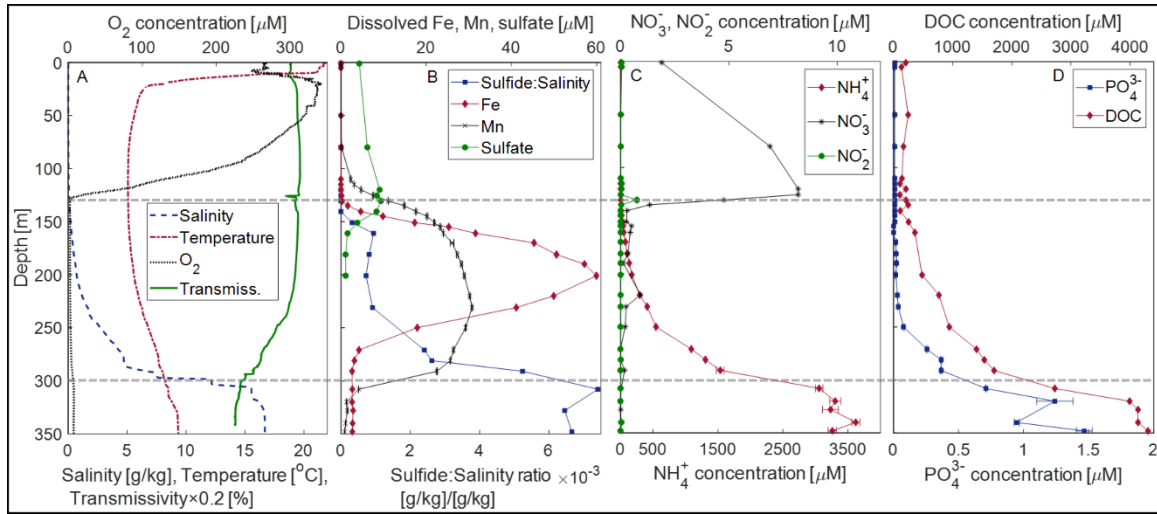 O₂ concentration [μM]
Dissolved Fe, Mn, sulfate [μM]
NO₃⁻, NO₂⁻ concentration [μM]
DOC concentration [μM]
0 100 200 300
0 20 40 60
0 5 10
0 1000 2000 3000 4000
A
B
C
D
Sulfide:Salinity
Fe
Mn
Sulfate
NH₄⁺
NO₃⁻
NO₂⁻
PO₄³⁻
DOC
Salinity
Temperature
O₂
Transmiss.
Depth [m]
0
50
100
150
200
250
300
350
0 5 10 15 20
0 2 4 6
5000 1500 2500 3500
0 0.5 1 1.5 2
Salinity [g/kg], Temperature [°C],
Transmissivity×0.2 [%]
Sulfide:Salinity ratio ×10⁻³
[g/kg]/[g/kg]
NH₄⁺ concentration [μM]
PO₄³⁻ concentration [μM]